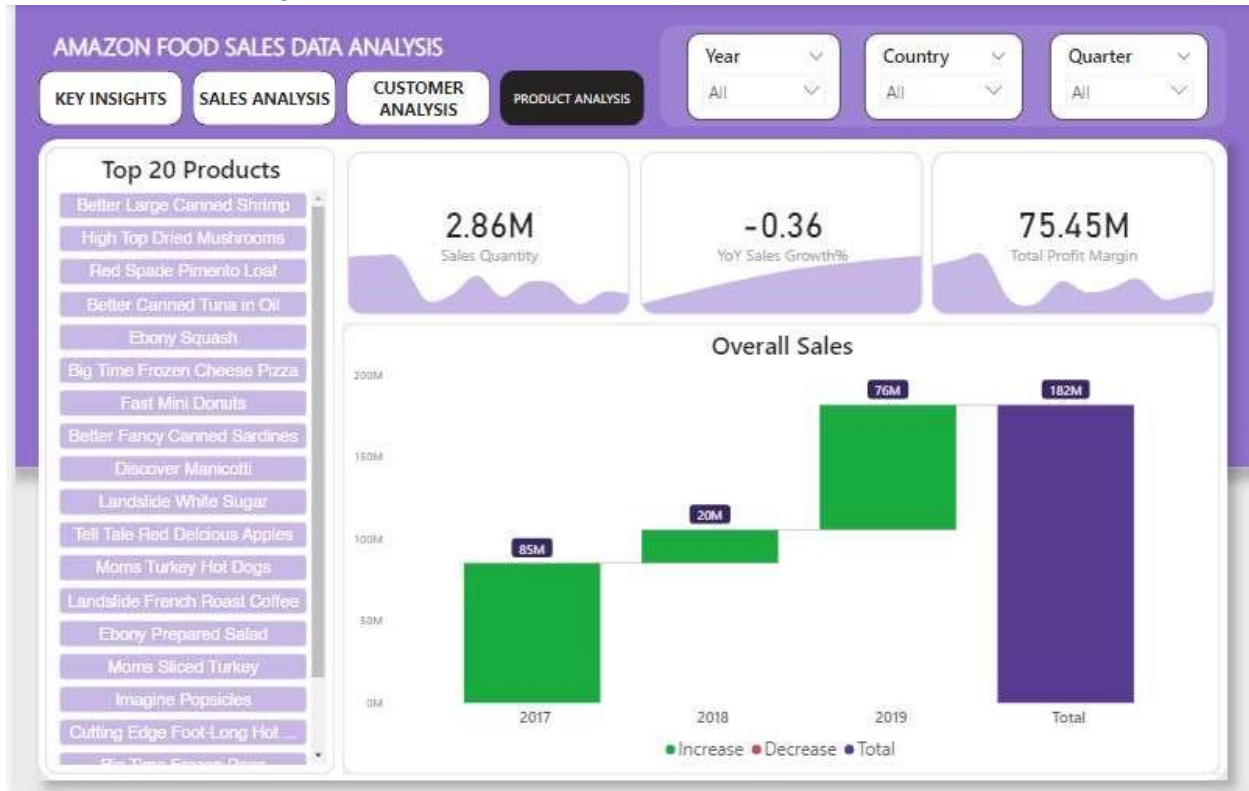 AMAZON FOOD SALES DATA ANALYSIS
KEY INSIGHTS
SALES ANALYSIS
CUSTOMER
ANALYSIS
PRODUCT ANALYSIS
Year
All
Country
All
Quarter
All
Top 20 Products
Better Large Canned Shrimp
High Top Dried Mushrooms
Red Spade Pimento Loaf
Better Canned Tuna in Oil
Ebony Squash
Big Time Frozen Cheese Pizza
Fast Mini Donuts
Better Fancy Canned Sardines
Discover Manicotti
Landslide White Sugar
Tell Tale Red Delcious Apples
Moms Turkey Hot Dogs
Landslide French Roast Coffee
Ebony Prepared Salad
Moms Sliced Turkey
Imagine Popsicles
Cutting Edge Foot-Long Hot ...
2.86M
Sales Quantity
-0.36
YoY Sales Growth%
75.45M
Total Profit Margin
Overall Sales
200M
150M
100M
50M
0M
85M
20M
76M
182M
2017
2018
2019
Total
Increase Decrease Total